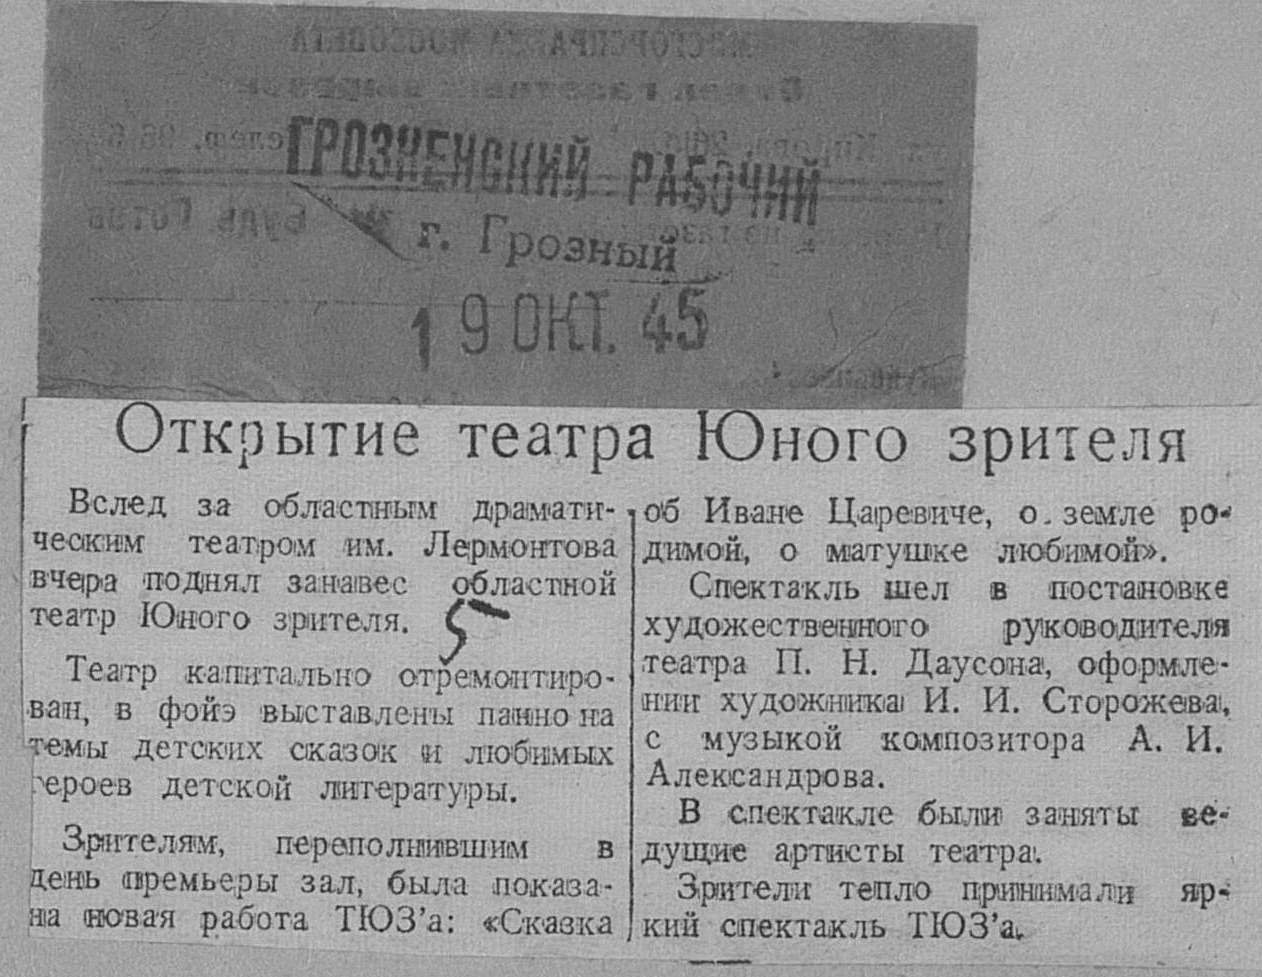 ГРОЗНЕНСКИЙ РАБОЧИЙ
г. Грозный
19 ОКТ. 45
Открытие театра Юного зрителя
Вслед за областным драмати-
ческим театром им. Лермонтова
вчера поднял занавес областной
театр Юного зрителя.
5
Театр капитально отремонтиро-
ван, в фойэ выставлены панно на
темы детских сказок и любимых
героев детской литературы.
Зрителям, переполнившим в
день премьеры зал, была показа-
на новая работа ТЮЗ’а: «Сказка
об Иване Царевиче, о земле ро-
димой, о матушке любимой».
Спектакль шел в постановке
художественного руководителя
театра П. Н. Даусона, оформле-
нии художника И. И. Сторожева,
с музыкой композитора А. И.
Александрова.
В спектакле были заняты ве-
дущие артисты театра.
Зрители тепло принимали яр-
кий спектакль ТЮЗ’а.